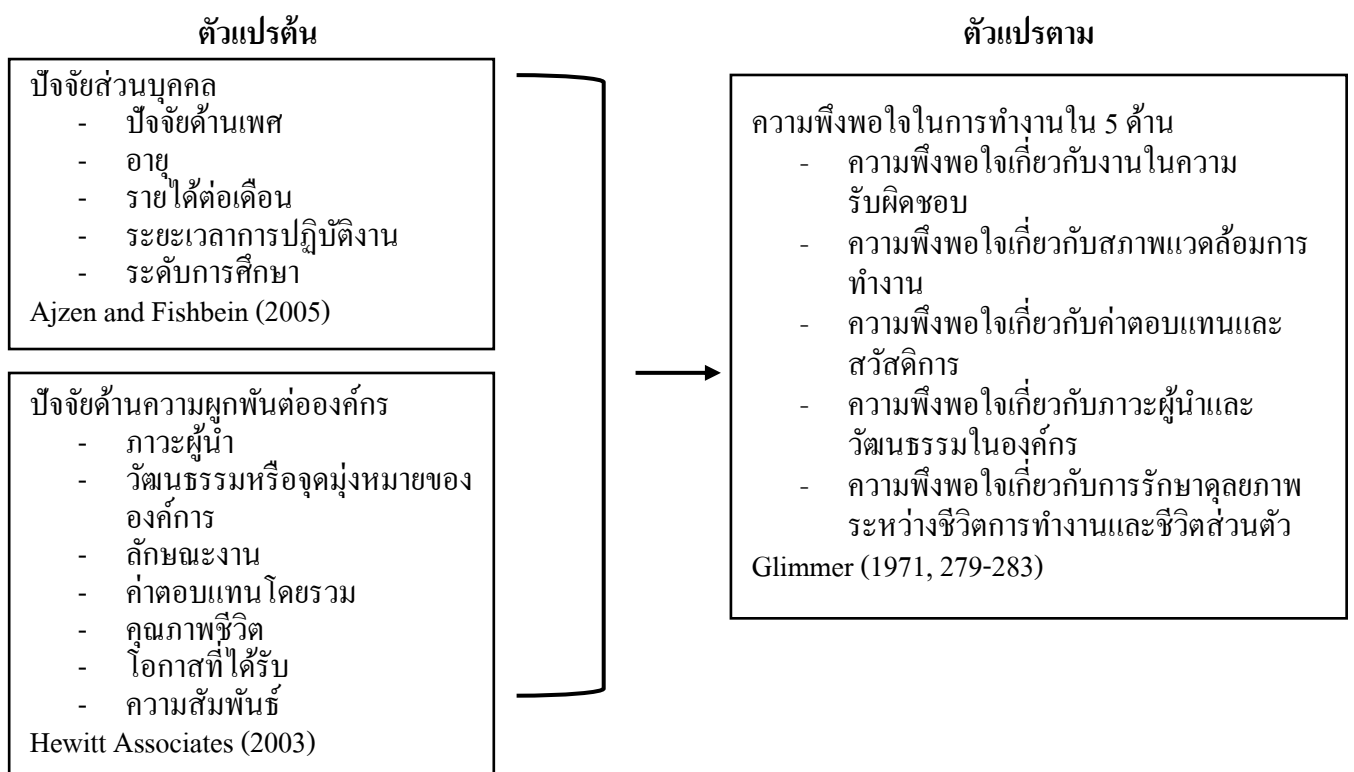 ตัวแปรต้น
ปัจจัยส่วนบุคคล
- ปัจจัยด้านเพศ
- อายุ
- รายได้ต่อเดือน
- ระยะเวลาการปฏิบัติงาน
- ระดับการศึกษา
Ajzen and Fishbein (2005)
ปัจจัยด้านความผูกพันต่อองค์กร
- ภาวะผู้นำ
- วัฒนธรรมหรือจุดมุ่งหมายของ
องค์การ
- ลักษณะงาน
- ค่าตอบแทนโดยรวม
- คุณภาพชีวิต
- โอกาสที่ได้รับ
- ความสัมพันธ์
Hewitt Associates (2003)
ตัวแปรตาม
ความพึงพอใจในการทำงานใน 5 ด้าน
- ความพึงพอใจเกี่ยวกับงานในความ
รับผิดชอบ
- ความพึงพอใจเกี่ยวกับสภาพแวดล้อมการ
ทำงาน
- ความพึงพอใจเกี่ยวกับค่าตอบแทนและ
สวัสดิการ
- ความพึงพอใจเกี่ยวกับภาวะผู้นำและ
วัฒนธรรมในองค์กร
- ความพึงพอใจเกี่ยวกับการรักษาดุลยภาพ
ระหว่างชีวิตการทำงานและชีวิตส่วนตัว
Glimmer (1971, 279-283)